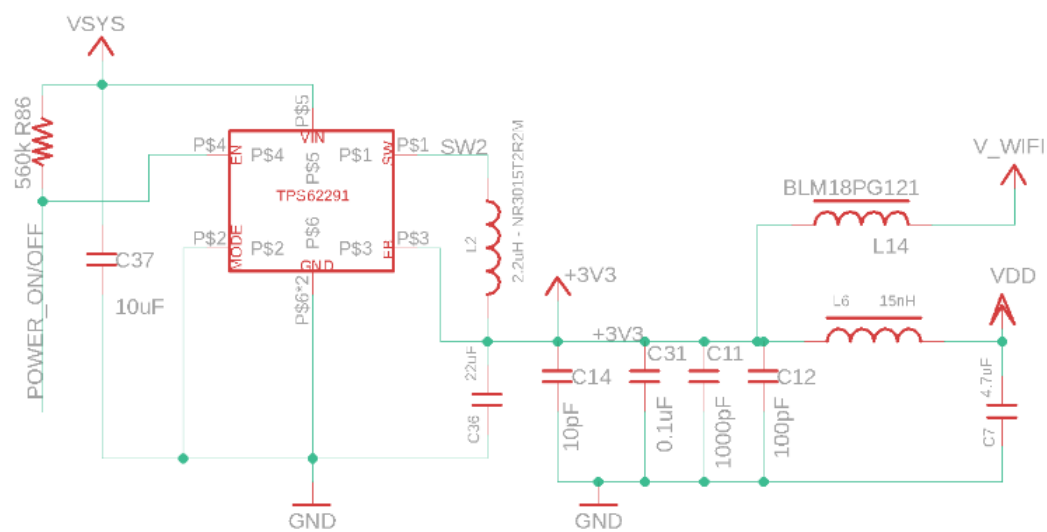 VSYS
560k R86
P$5
VIN
P$4
EN
P$4
P$5
P$1
SW
P$1
SW2
TPS62291
P$2
MODE
P$2
P$6
P$3
FB
P$3
GND
P$6*2
L2
2.2uH - NR3015T2R2M
C37
10uF
POWER_ON/OFF
V_WIFI
BLM18PG121
L14
VDD
L6
15nH
+3V3
+3V3
22uF
C36
C14
10pF
C31
0.1uF
C11
1000pF
C12
100pF
4.7uF
C7
GND
GND